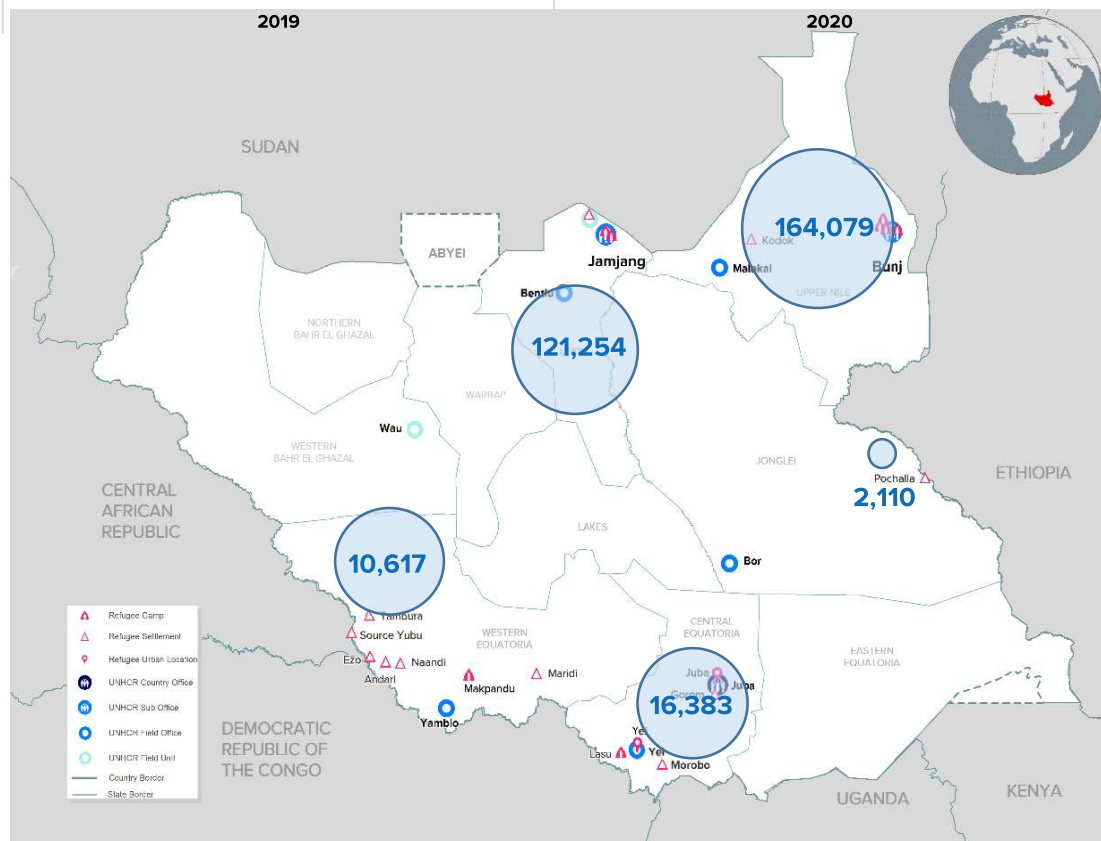 2019
2020
SUDAN
ABYEI
Jamjang
Kodok
164,079
Malakal
Bunj
UPPER NILE
Bentiu
NORTHERN
BAHR EL GHAZAL
121,254
WARRAP
Wau
WESTERN
BAHR EL GHAZAL
JONGLEI
ETHIOPIA
Pochalla
2,110
CENTRAL
AFRICAN
REPUBLIC
LAKES
10,617
Bor
Tambura
Source Yubu
Ezo
Naandi
Andari
WESTERN
EQUATORIA
Makpandu
Maridi
Yambio
CENTRAL
EQUATORIA
EASTERN
EQUATORIA
Juba
Juba
Gorom
16,383
Yei
Yei
Lasu
Morobo
DEMOCRATIC
REPUBLIC OF
THE CONGO
UGANDA
KENYA
Refugee Camp
Refugee Settlement
Refugee Urban Location
UNHCR Country Office
UNHCR Sub Office
UNHCR Field Office
UNHCR Field Unit
Country Border
State Border